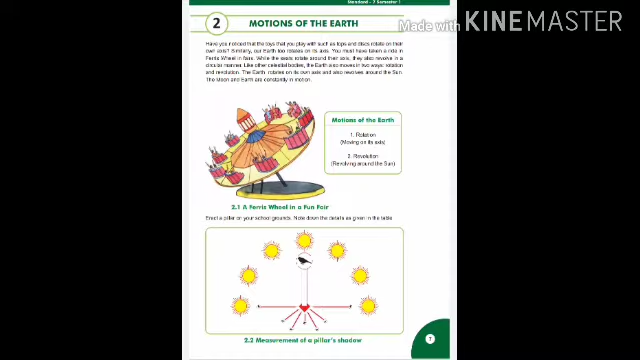 Standard - 7 Semester 1
Made with KINEMASTER
2 MOTIONS OF THE EARTH
Have you noticed that the toys that you play with such as tops and discs rotate on their
own axis? Similarly, our Earth too rotates on its axis. You must have taken a ride in
Ferris Wheel in fairs. While the seats rotate around their axis, they also revolve in a
circular manner. Like other celestial bodies, the Earth also moves in two ways: rotation
and revolution. The Earth, rotates on its own axis and also revolves around the Sun.
The Moon and Earth are constantly in motion.
Motions of the Earth
1. Rotation
(Moving on its axis)
2. Revolution
(Revolving around the Sun)
2.1 A Ferris Wheel in a Fun Fair
Erect a pillar on your school grounds. Note down the details as given in the table
2.2 Measurement of a pillar's shadow
7